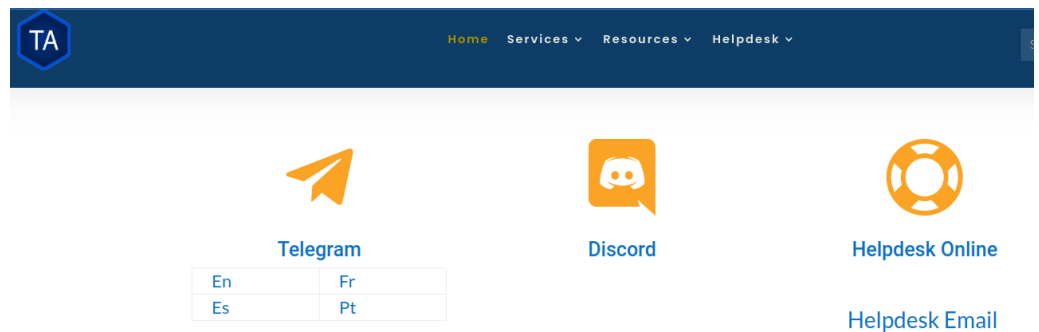 TA
Home Services Resources Helpdesk
Telegram Discord Helpdesk Online
En Fr
Es Pt
Helpdesk Email